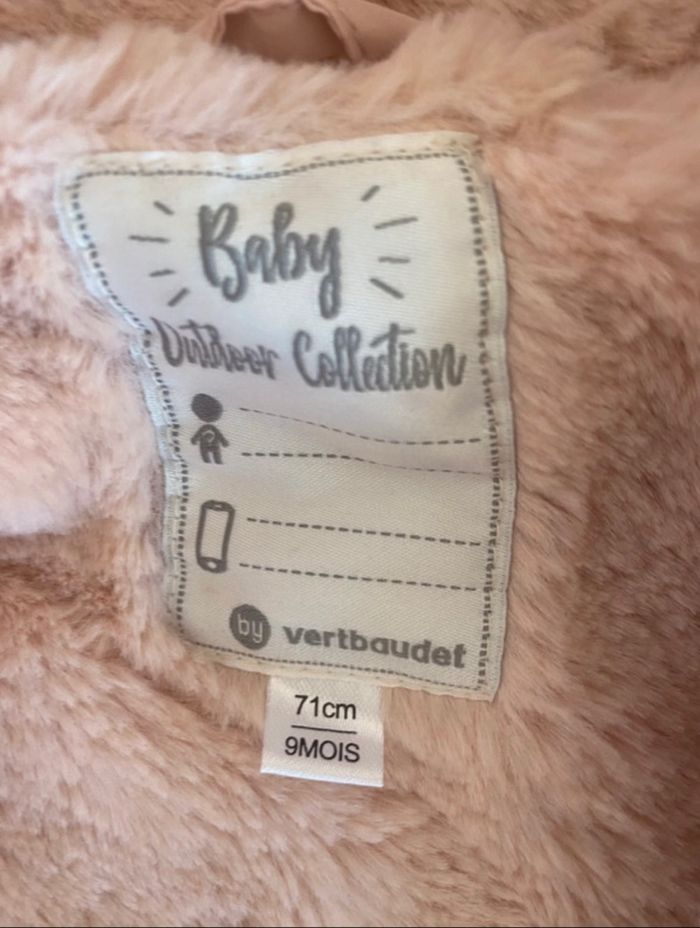 Baby
Outdoor Collection
by vertbaudet
71cm
9MOIS